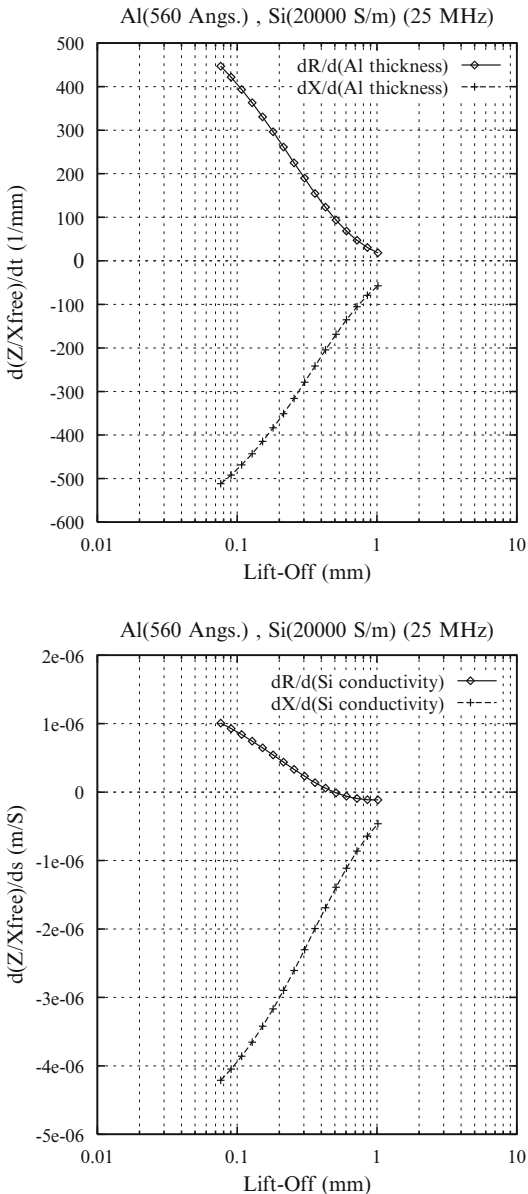 Al(560 Angs.) , Si(20000 S/m) (25 MHz)
500
400
300
200
100
0
-100
-200
-300
-400
-500
-600
d(Z/Xfree)/dt (1/mm)
dR/d(Al thickness)
dX/d(Al thickness)
0.01
0.1
1
10
Lift-Off (mm)
Al(560 Angs.) , Si(20000 S/m) (25 MHz)
2e-06
1e-06
0
-1e-06
-2e-06
-3e-06
-4e-06
-5e-06
d(Z/Xfree)/ds (m/S)
dR/d(Si conductivity)
dX/d(Si conductivity)
0.01
0.1
1
10
Lift-Off (mm)